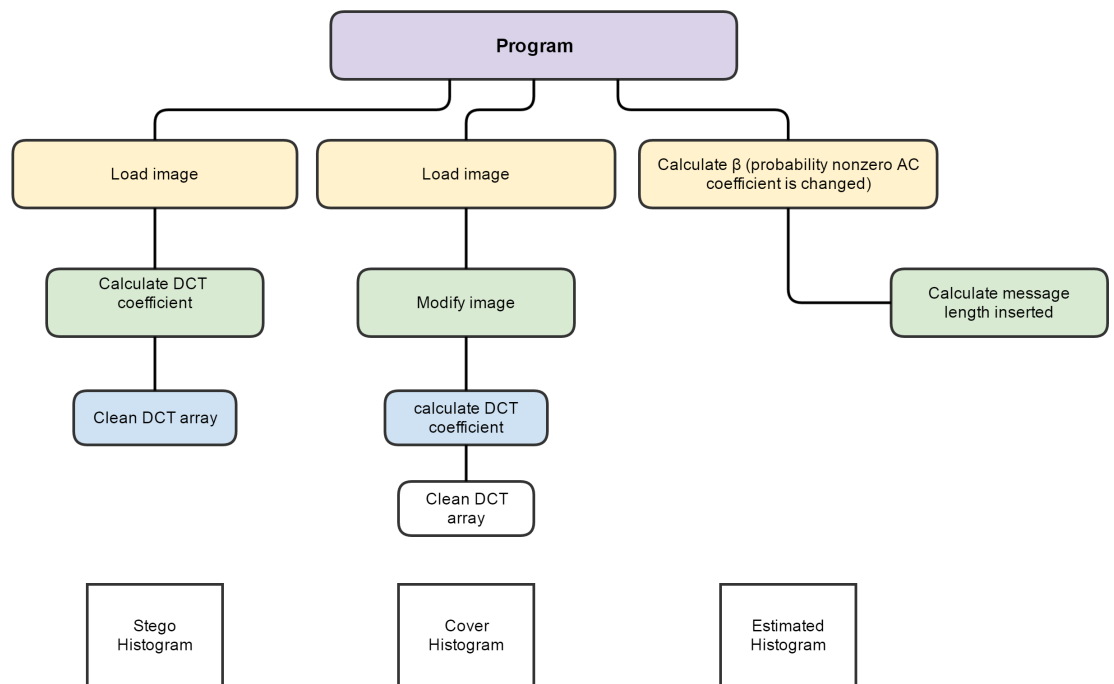 Program
Load image
Load image
Calculate β (probability nonzero AC
coefficient is changed)
Calculate DCT
coefficient
Modify image
Calculate message
length inserted
Clean DCT array
calculate DCT
coefficient
Clean DCT
array
Stego
Histogram
Cover
Histogram
Estimated
Histogram